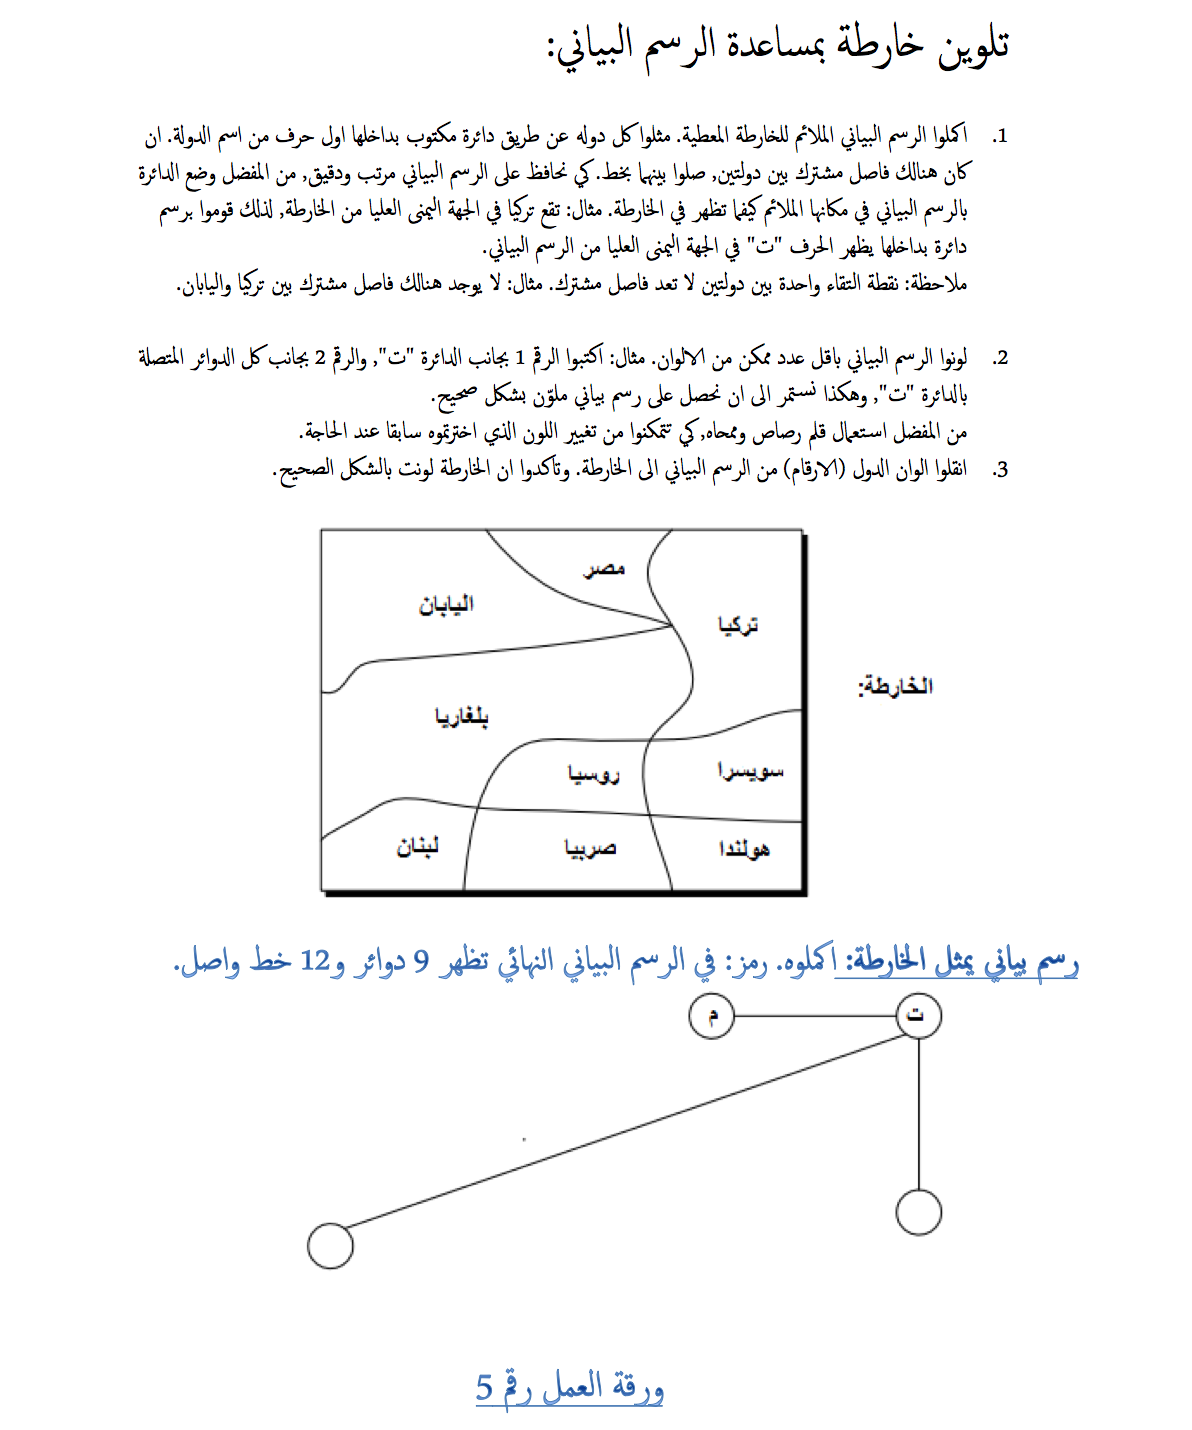 تلوين خارطة بمساعدة الرسم البياني:
1. اكملوا الرسم البياني الملائم للخارطة المعطية. مثلوا كل دوله عن طريق دائرة مكتوب بداخلها اول حرف من اسم الدولة. ان
كان هنالك فاصل مشترك بين دولتين, صلوا بينهما بخط. كي نحافظ على الرسم البياني مرتب ودقيق, من المفضل وضع الدائرة
بالرسم البياني في مكانها الملائم كيفما تظهر في الخارطة. مثال: تقع تركيا في الجهة اليمنى العليا من الخارطة, لذلك قوموا برسم
دائرة بداخلها يظهر الحرف "ت" في الجهة اليمنى العليا من الرسم البياني.
ملاحظة: نقطة التقاء واحدة بين دولتين لا تعد فاصل مشترك. مثال: لا يوجد هنالك فاصل مشترك بين تركيا واليابان.
2. لونوا الرسم البياني باقل عدد ممكن من الالوان. مثال: اكتبوا الرقم 1 بجانب الدائرة "ت", والرقم 2 بجانب كل الدوائر المتصلة
بالدائرة "ت", وهكذا نستمر الى ان نحصل على رسم بياني ملوّن بشكل صحيح.
من المفضل استعمال قلم رصاص وممحاه, كي تتمكنوا من تغيير اللون الذي اخترتموه سابقا عند الحاجة.
3. انقلوا الوان الدول (الارقام) من الرسم البياني الى الخارطة. وتأكدوا ان الخارطة لونت بالشكل الصحيح.
مصر
اليابان
تركيا
الخارطة:
بلغاريا
سويسرا
روسيا
هولندا
صربيا
لبنان
رسم بياني يمثل الخارطة: اكملوه. رمز: في الرسم البياني النهائي تظهر 9 دوائر و12 خط واصل.
ت
م
ورقة العمل رقم 5